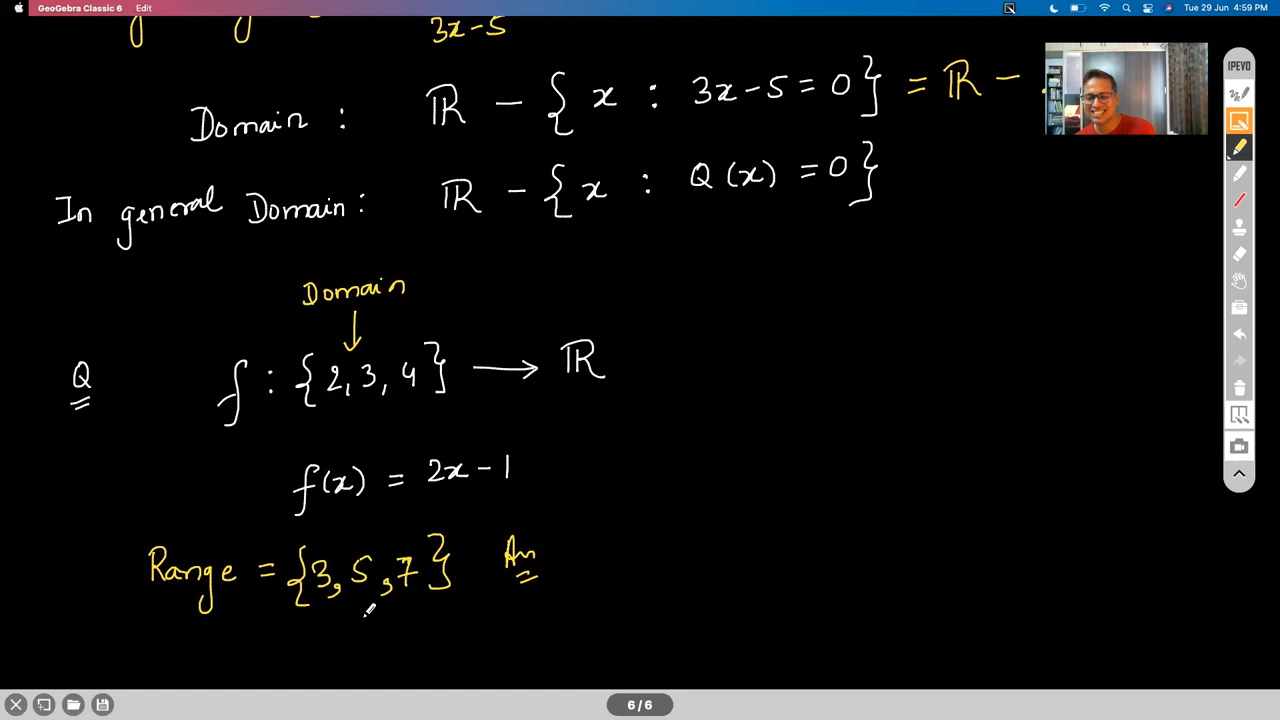 GeoGebra Classic 6 Edit Tue 29 Jun 4:59 PM
3x-5
IPEVO
Domain : ℝ - { x : 3x-5=0} = ℝ -
In general Domain: ℝ - { x : Q(x) =0}
Domain
↓
Q f : {2,3,4} ⟶ ℝ
f(x) = 2x-1
Range = {3,5,7} An
6/6